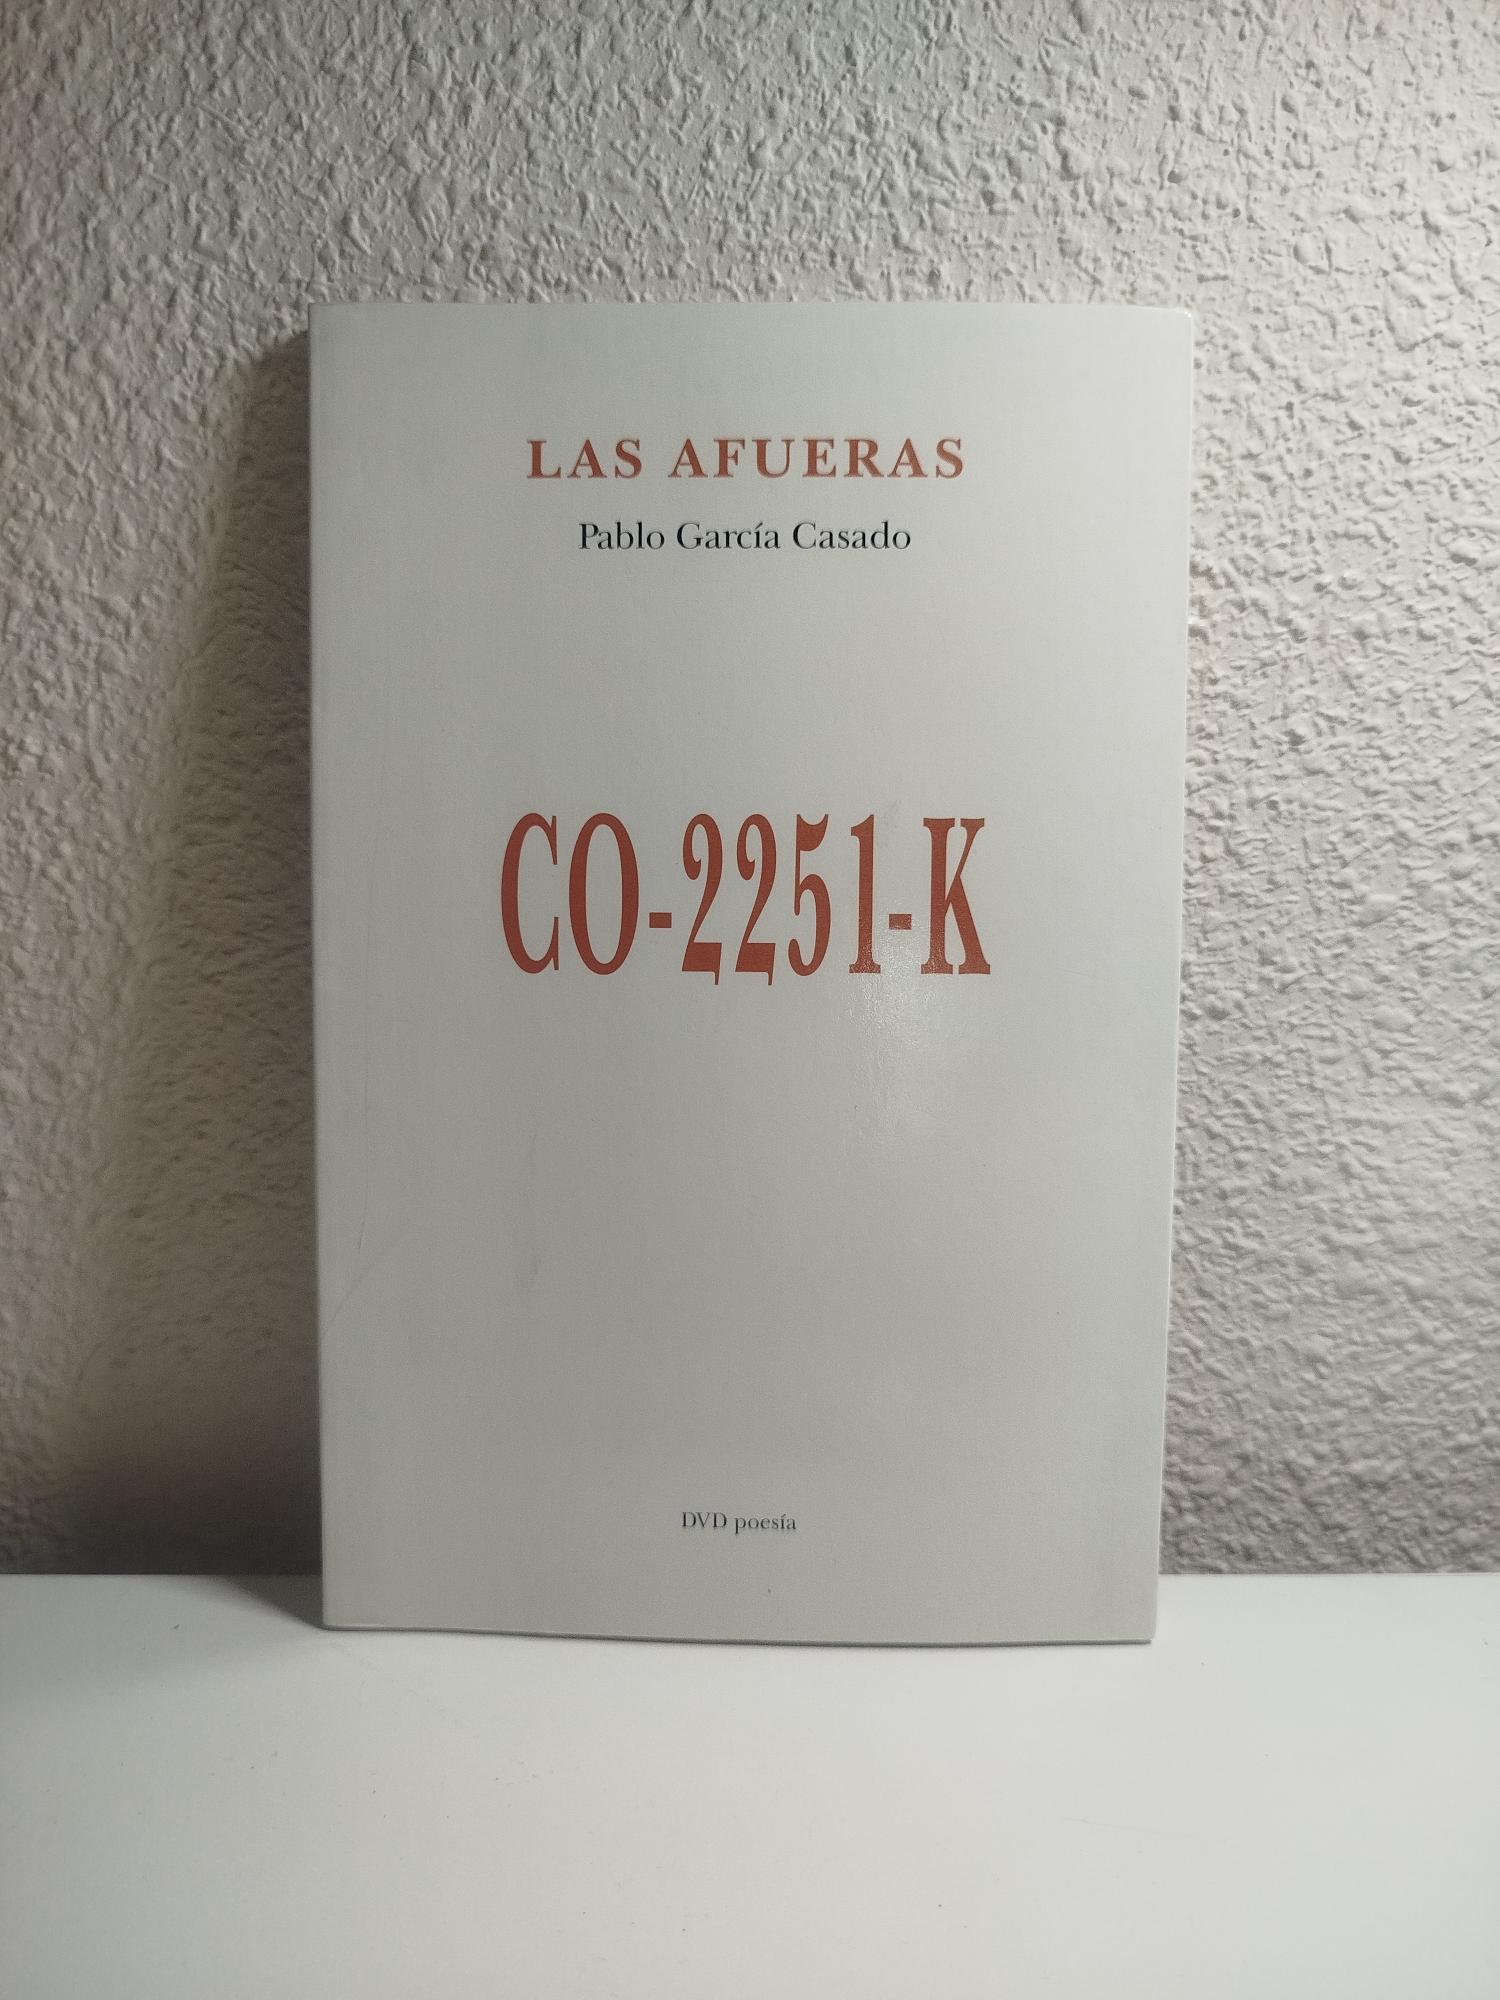 LAS AFUERAS
Pablo García Casado
CO-2251-K
DVD poesía